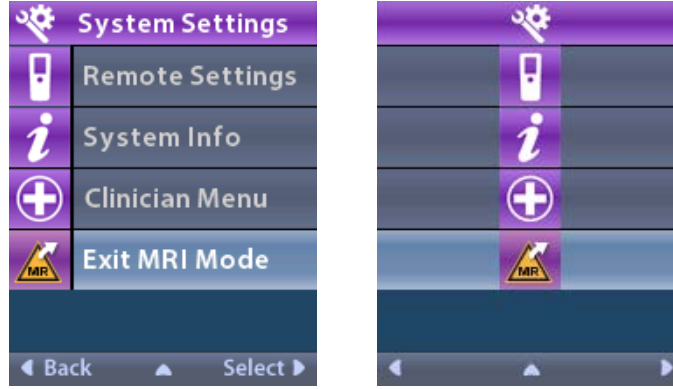 System Settings
Remote Settings
i
System Info
Clinician Menu
MR
Exit MRI Mode
Back
Select
i
MR